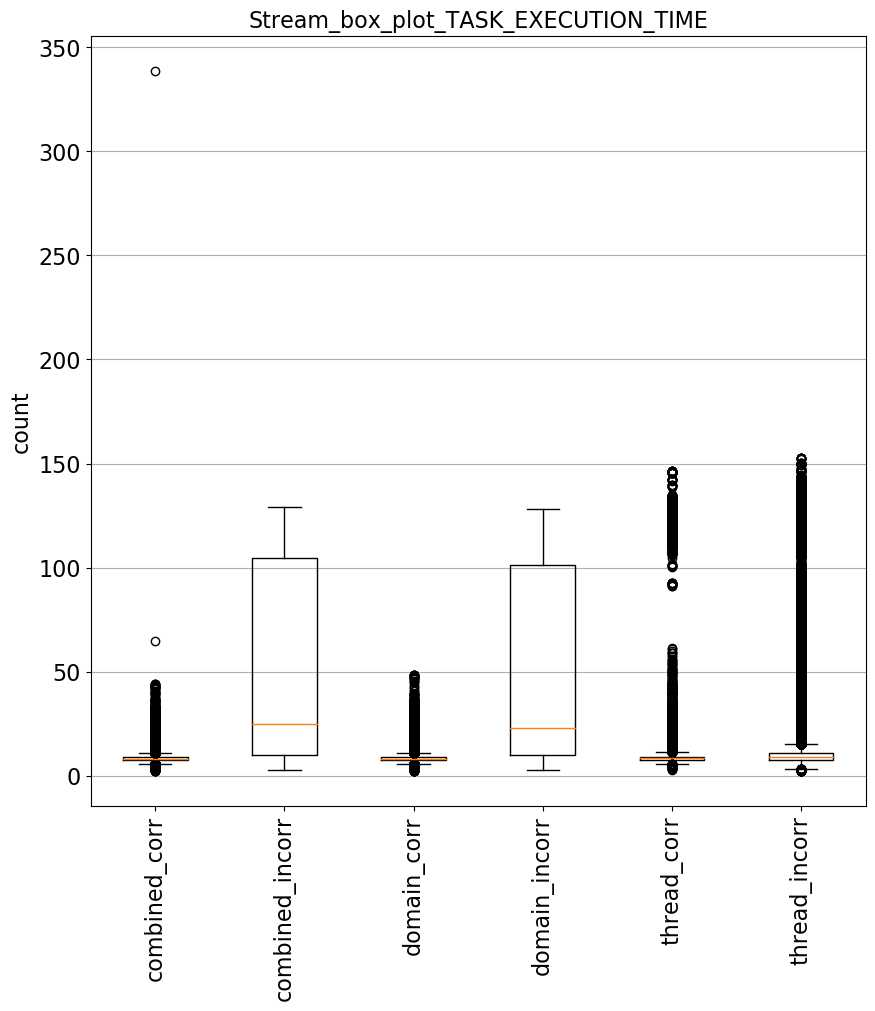 Stream_box_plot_TASK_EXECUTION_TIME
350
300
250
200
150
100
50
0
count
combined_corr
combined_incorr
domain_corr
domain_incorr
thread_corr
thread_incorr